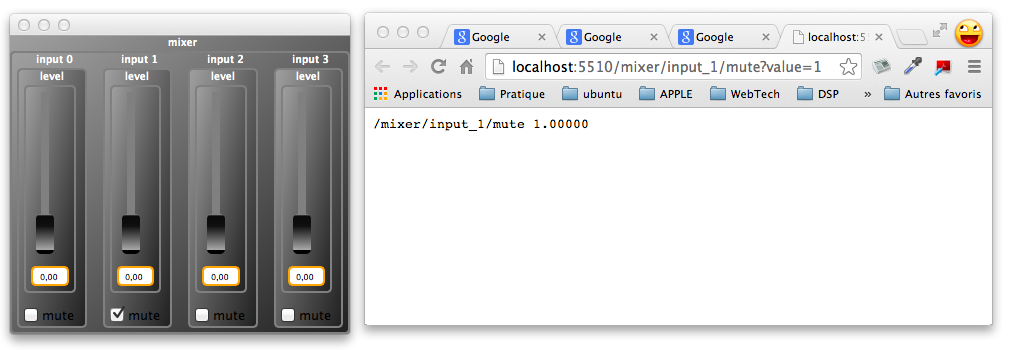 mixer
input 0 input 1 input 2 input 3
level level level level
0,00 0,00 0,00 0,00
mute mute mute mute
Google Google Google localhost:5
localhost:5510/mixer/input_1/mute?value=1
Applications Pratique ubuntu APPLE WebTech DSP » Autres favoris
/mixer/input_1/mute 1.00000